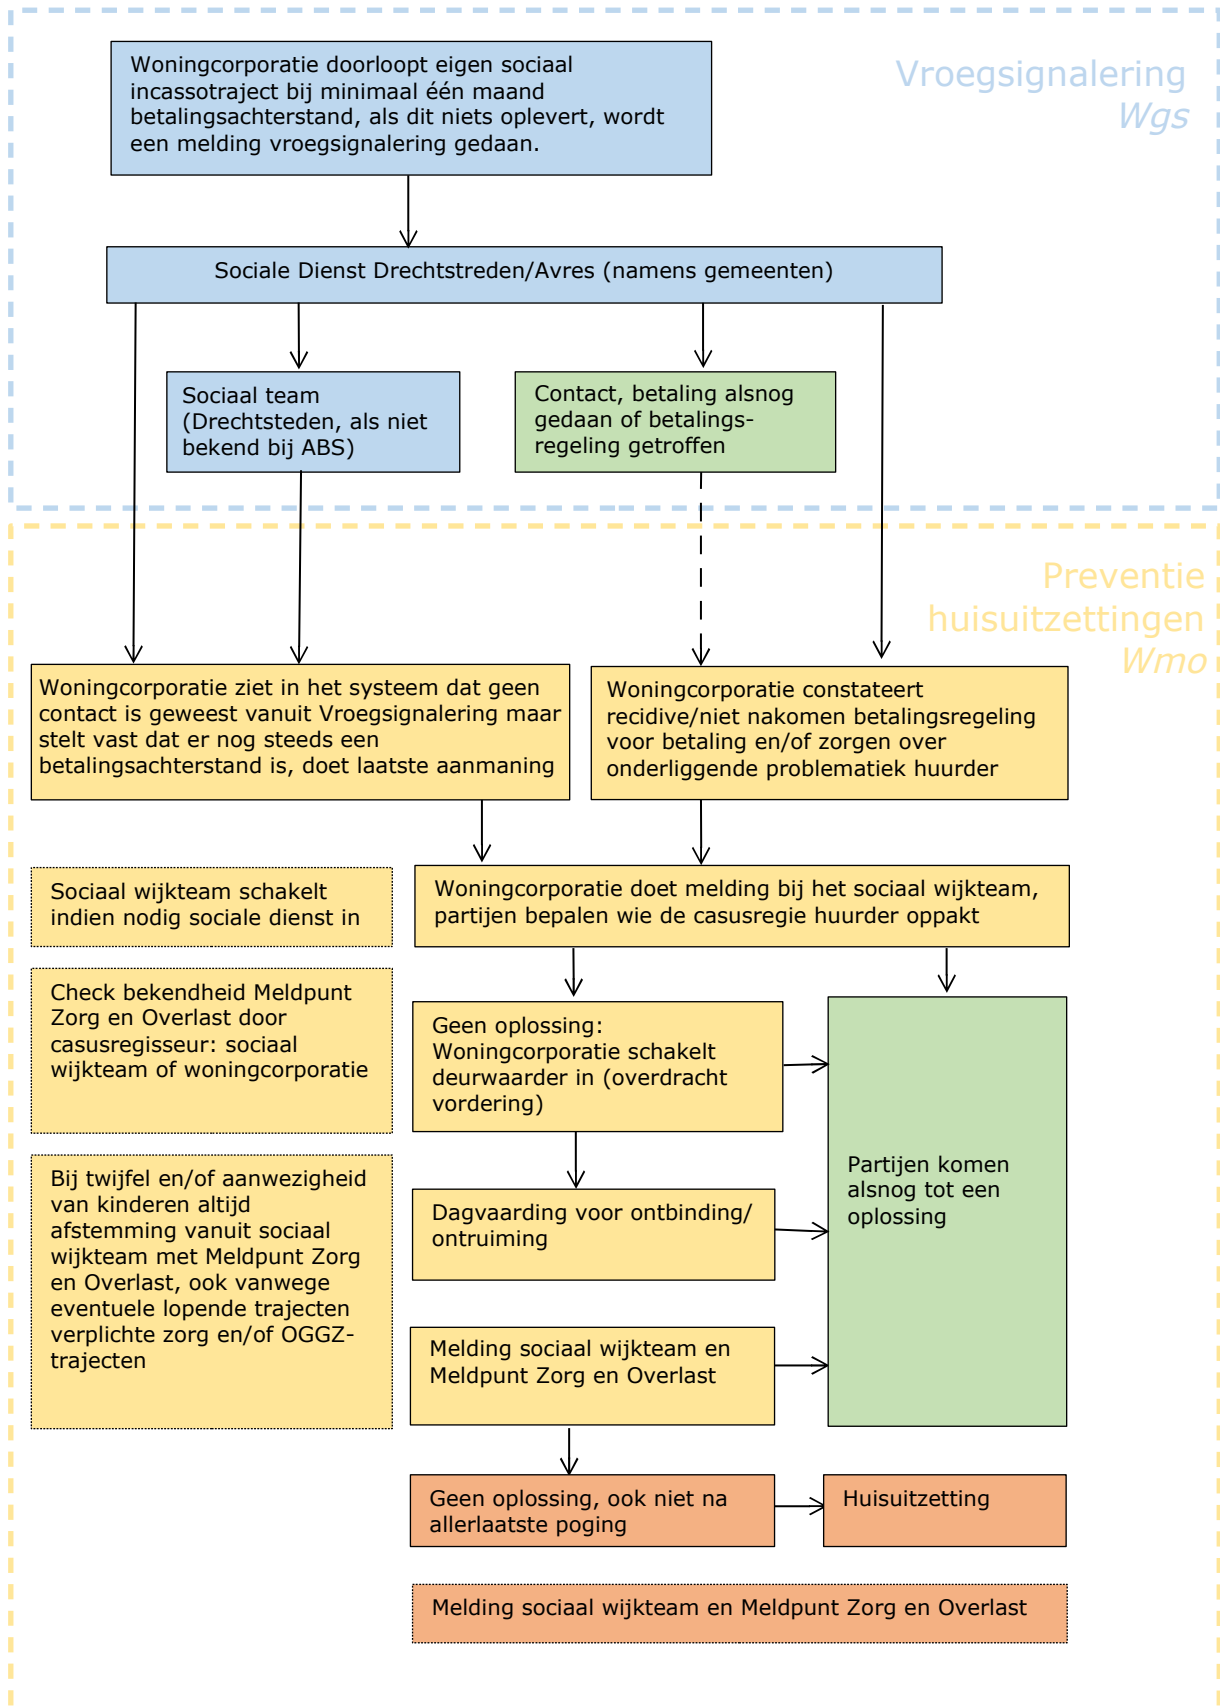 Woningcorporatie doorloopt eigen sociaal
incassotraject bij minimaal één maand
betalingsachterstand, als dit niets oplevert, wordt
een melding vroegsignalering gedaan.
Vroegsignalering
Wgs
Sociale Dienst Drechtstreden/Avres (namens gemeenten)
Sociaal team
(Drechtsteden, als niet
bekend bij ABS)
Contact, betaling alsnog
gedaan of betalings-
regeling getroffen
Preventie
huisuitzettingen
Wmo
Woningcorporatie ziet in het systeem dat geen
contact is geweest vanuit Vroegsignalering maar
stelt vast dat er nog steeds een
betalingsachterstand is, doet laatste aanmaning
Woningcorporatie constateert
recidive/niet nakomen betalingsregeling
voor betaling en/of zorgen over
onderliggende problematiek huurder
Sociaal wijkteam schakelt
indien nodig sociale dienst in
Woningcorporatie doet melding bij het sociaal wijkteam,
partijen bepalen wie de casusregie huurder oppakt
Check bekendheid Meldpunt
Zorg en Overlast door
casusregisseur: sociaal
wijkteam of woningcorporatie
Geen oplossing:
Woningcorporatie schakelt
deurwaarder in (overdracht
vordering)
Partijen komen
alsnog tot een
oplossing
Bij twijfel en/of aanwezigheid
van kinderen altijd
afstemming vanuit sociaal
wijkteam met Meldpunt Zorg
en Overlast, ook vanwege
eventuele lopende trajecten
verplichte zorg en/of OGGZ-
trajecten
Dagvaarding voor ontbinding/
ontruiming
Melding sociaal wijkteam en
Meldpunt Zorg en Overlast
Geen oplossing, ook niet na
allerlaatste poging
Huisuitzetting
Melding sociaal wijkteam en Meldpunt Zorg en Overlast